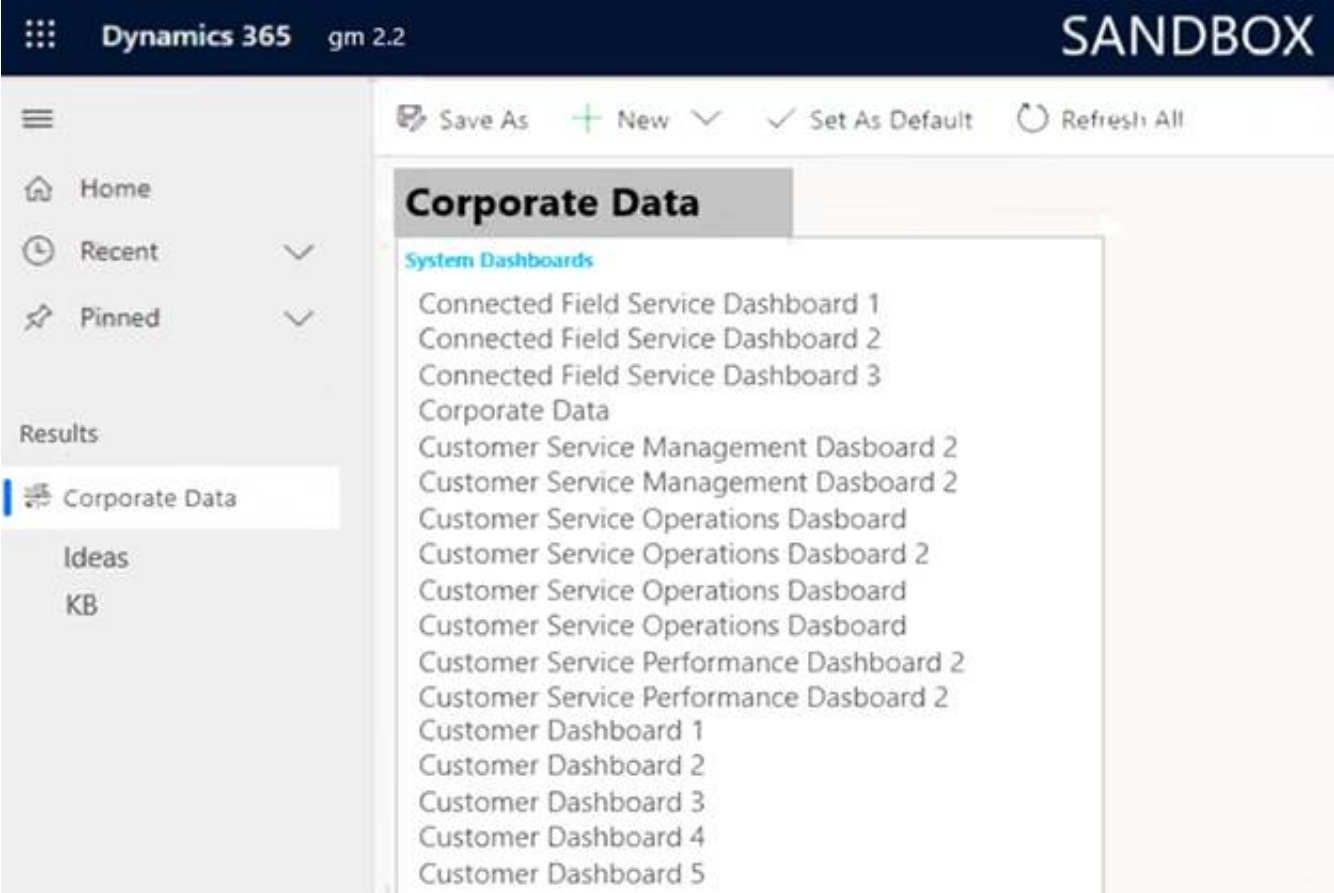 Dynamics 365 gm 2.2 SANDBOX
Save As New Set As Default Refresh All
Home
Recent
Pinned
Results
Corporate Data
Ideas
KB
Corporate Data
System Dashboards
Connected Field Service Dashboard 1
Connected Field Service Dashboard 2
Connected Field Service Dashboard 3
Corporate Data
Customer Service Management Dasboard 2
Customer Service Management Dasboard 2
Customer Service Operations Dasboard
Customer Service Operations Dasboard 2
Customer Service Operations Dasboard
Customer Service Operations Dasboard
Customer Service Performance Dashboard 2
Customer Service Performance Dasboard 2
Customer Dashboard 1
Customer Dashboard 2
Customer Dashboard 3
Customer Dashboard 4
Customer Dashboard 5